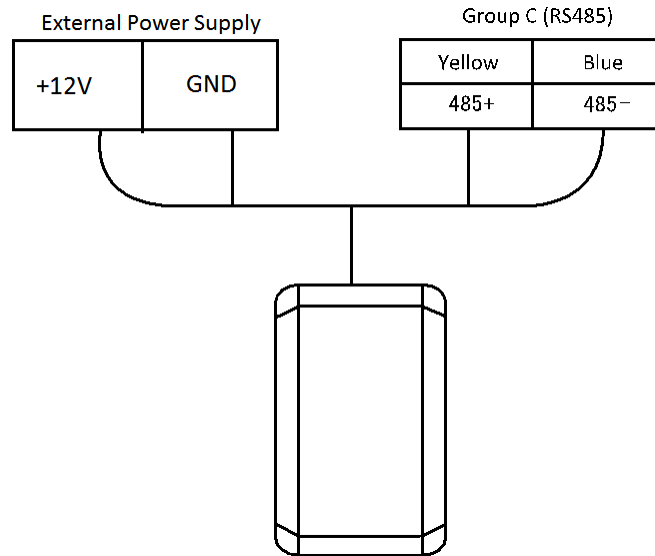 External Power Supply
+12V GND
Group C (RS485)
Yellow Blue
485+ 485−